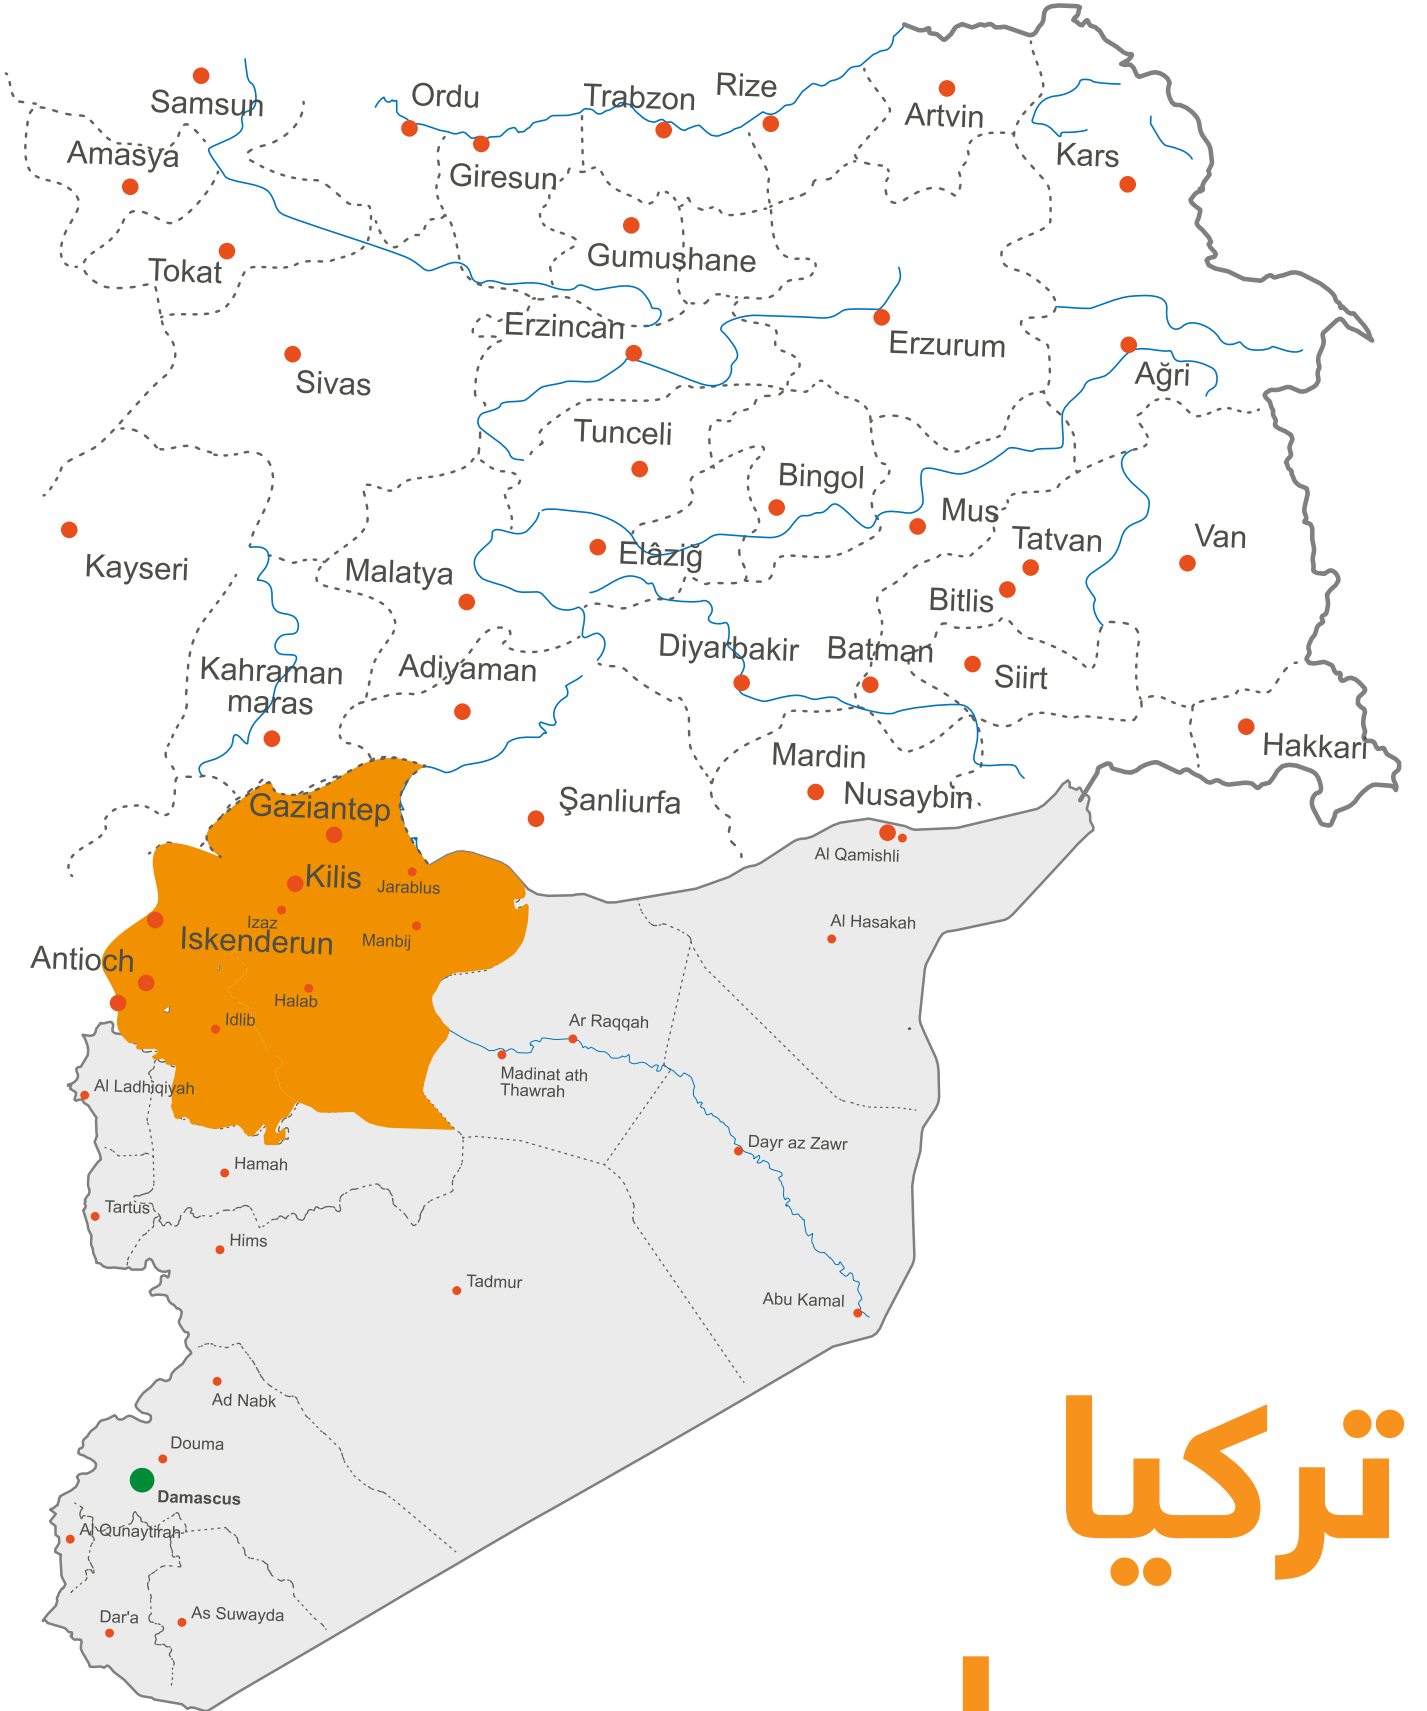 Samsun
Ordu
Trabzon
Rize
Artvin
Amasya
Giresun
Kars
Tokat
Gumushane
Erzincan
Erzurum
Ağri
Sivas
Tunceli
Bingol
Mus
Tatvan
Van
Kayseri
Malatya
Elâziğ
Bitlis
Kahraman
maras
Adiyaman
Diyarbakir
Batman
Siirt
Hakkari
Mardin
Nusaybin
Gaziantep
Şanliurfa
Al Qamishli
Kilis
Jarablus
Izaz
Manbij
Al Hasakah
Iskenderun
Antioch
Halab
Idlib
Ar Raqqah
Madinat ath
Thawrah
Al Ladhiqiyah
Dayr az Zawr
Hamah
Tartus
Hims
Tadmur
Abu Kamal
Ad Nabk
Douma
Damascus
Al Qunaytirah
Dar'a
As Suwayda
تركيا